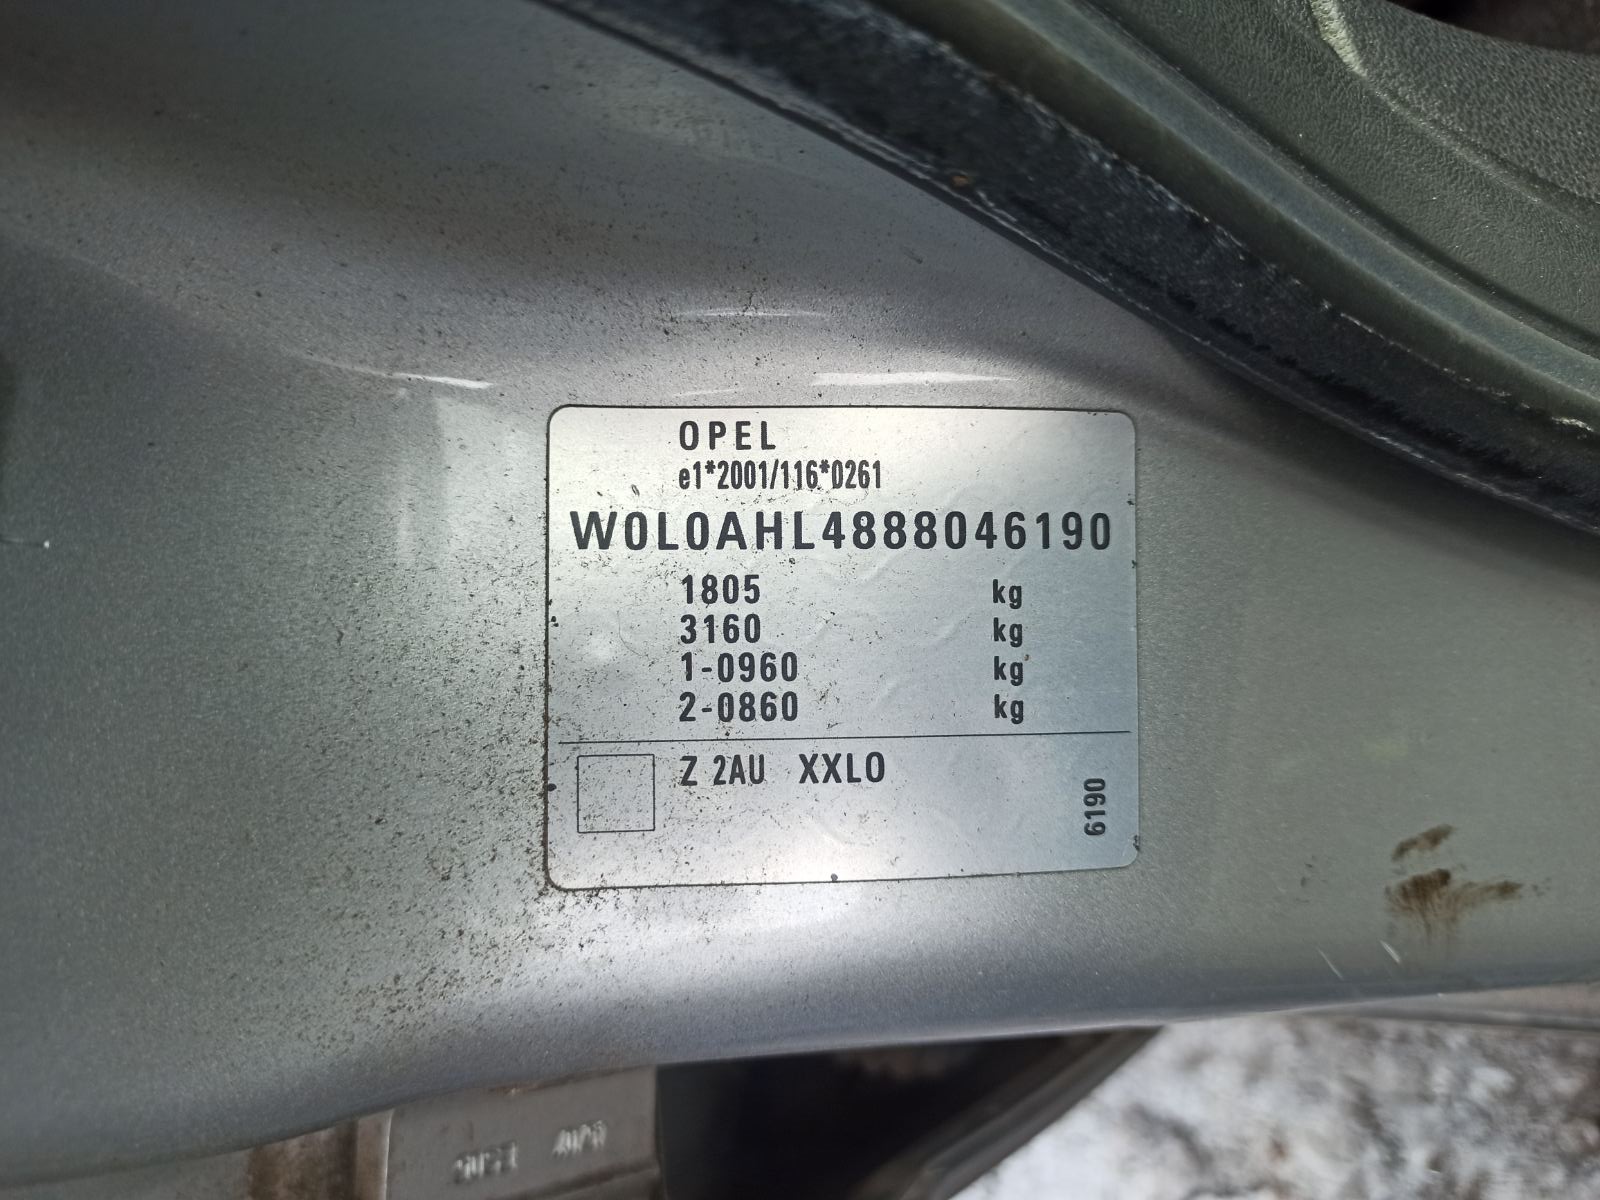 OPEL
e1*2001/116*0261
W0L0AHL4888046190
1805 kg
3160 kg
1-0960 kg
2-0860 kg
Z 2AU XXL0
6190